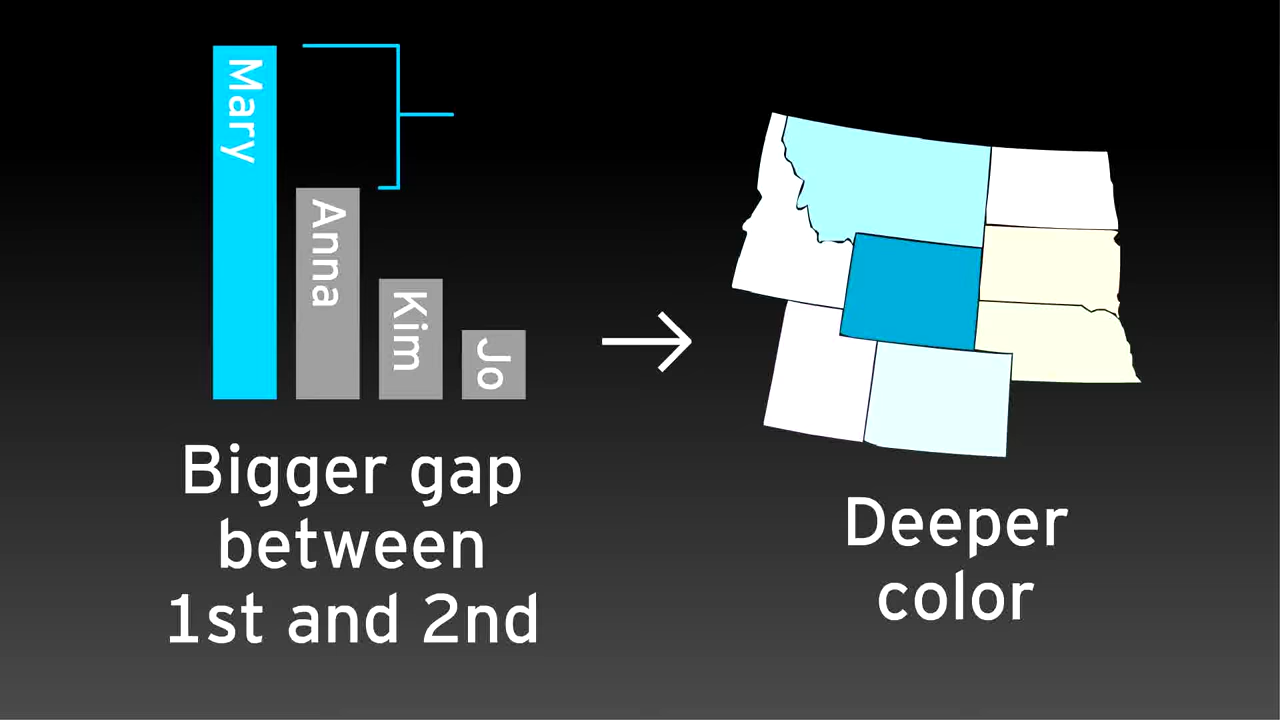 Mary
Anna
Kim
Jo
Bigger gap
between
1st and 2nd
Deeper
color